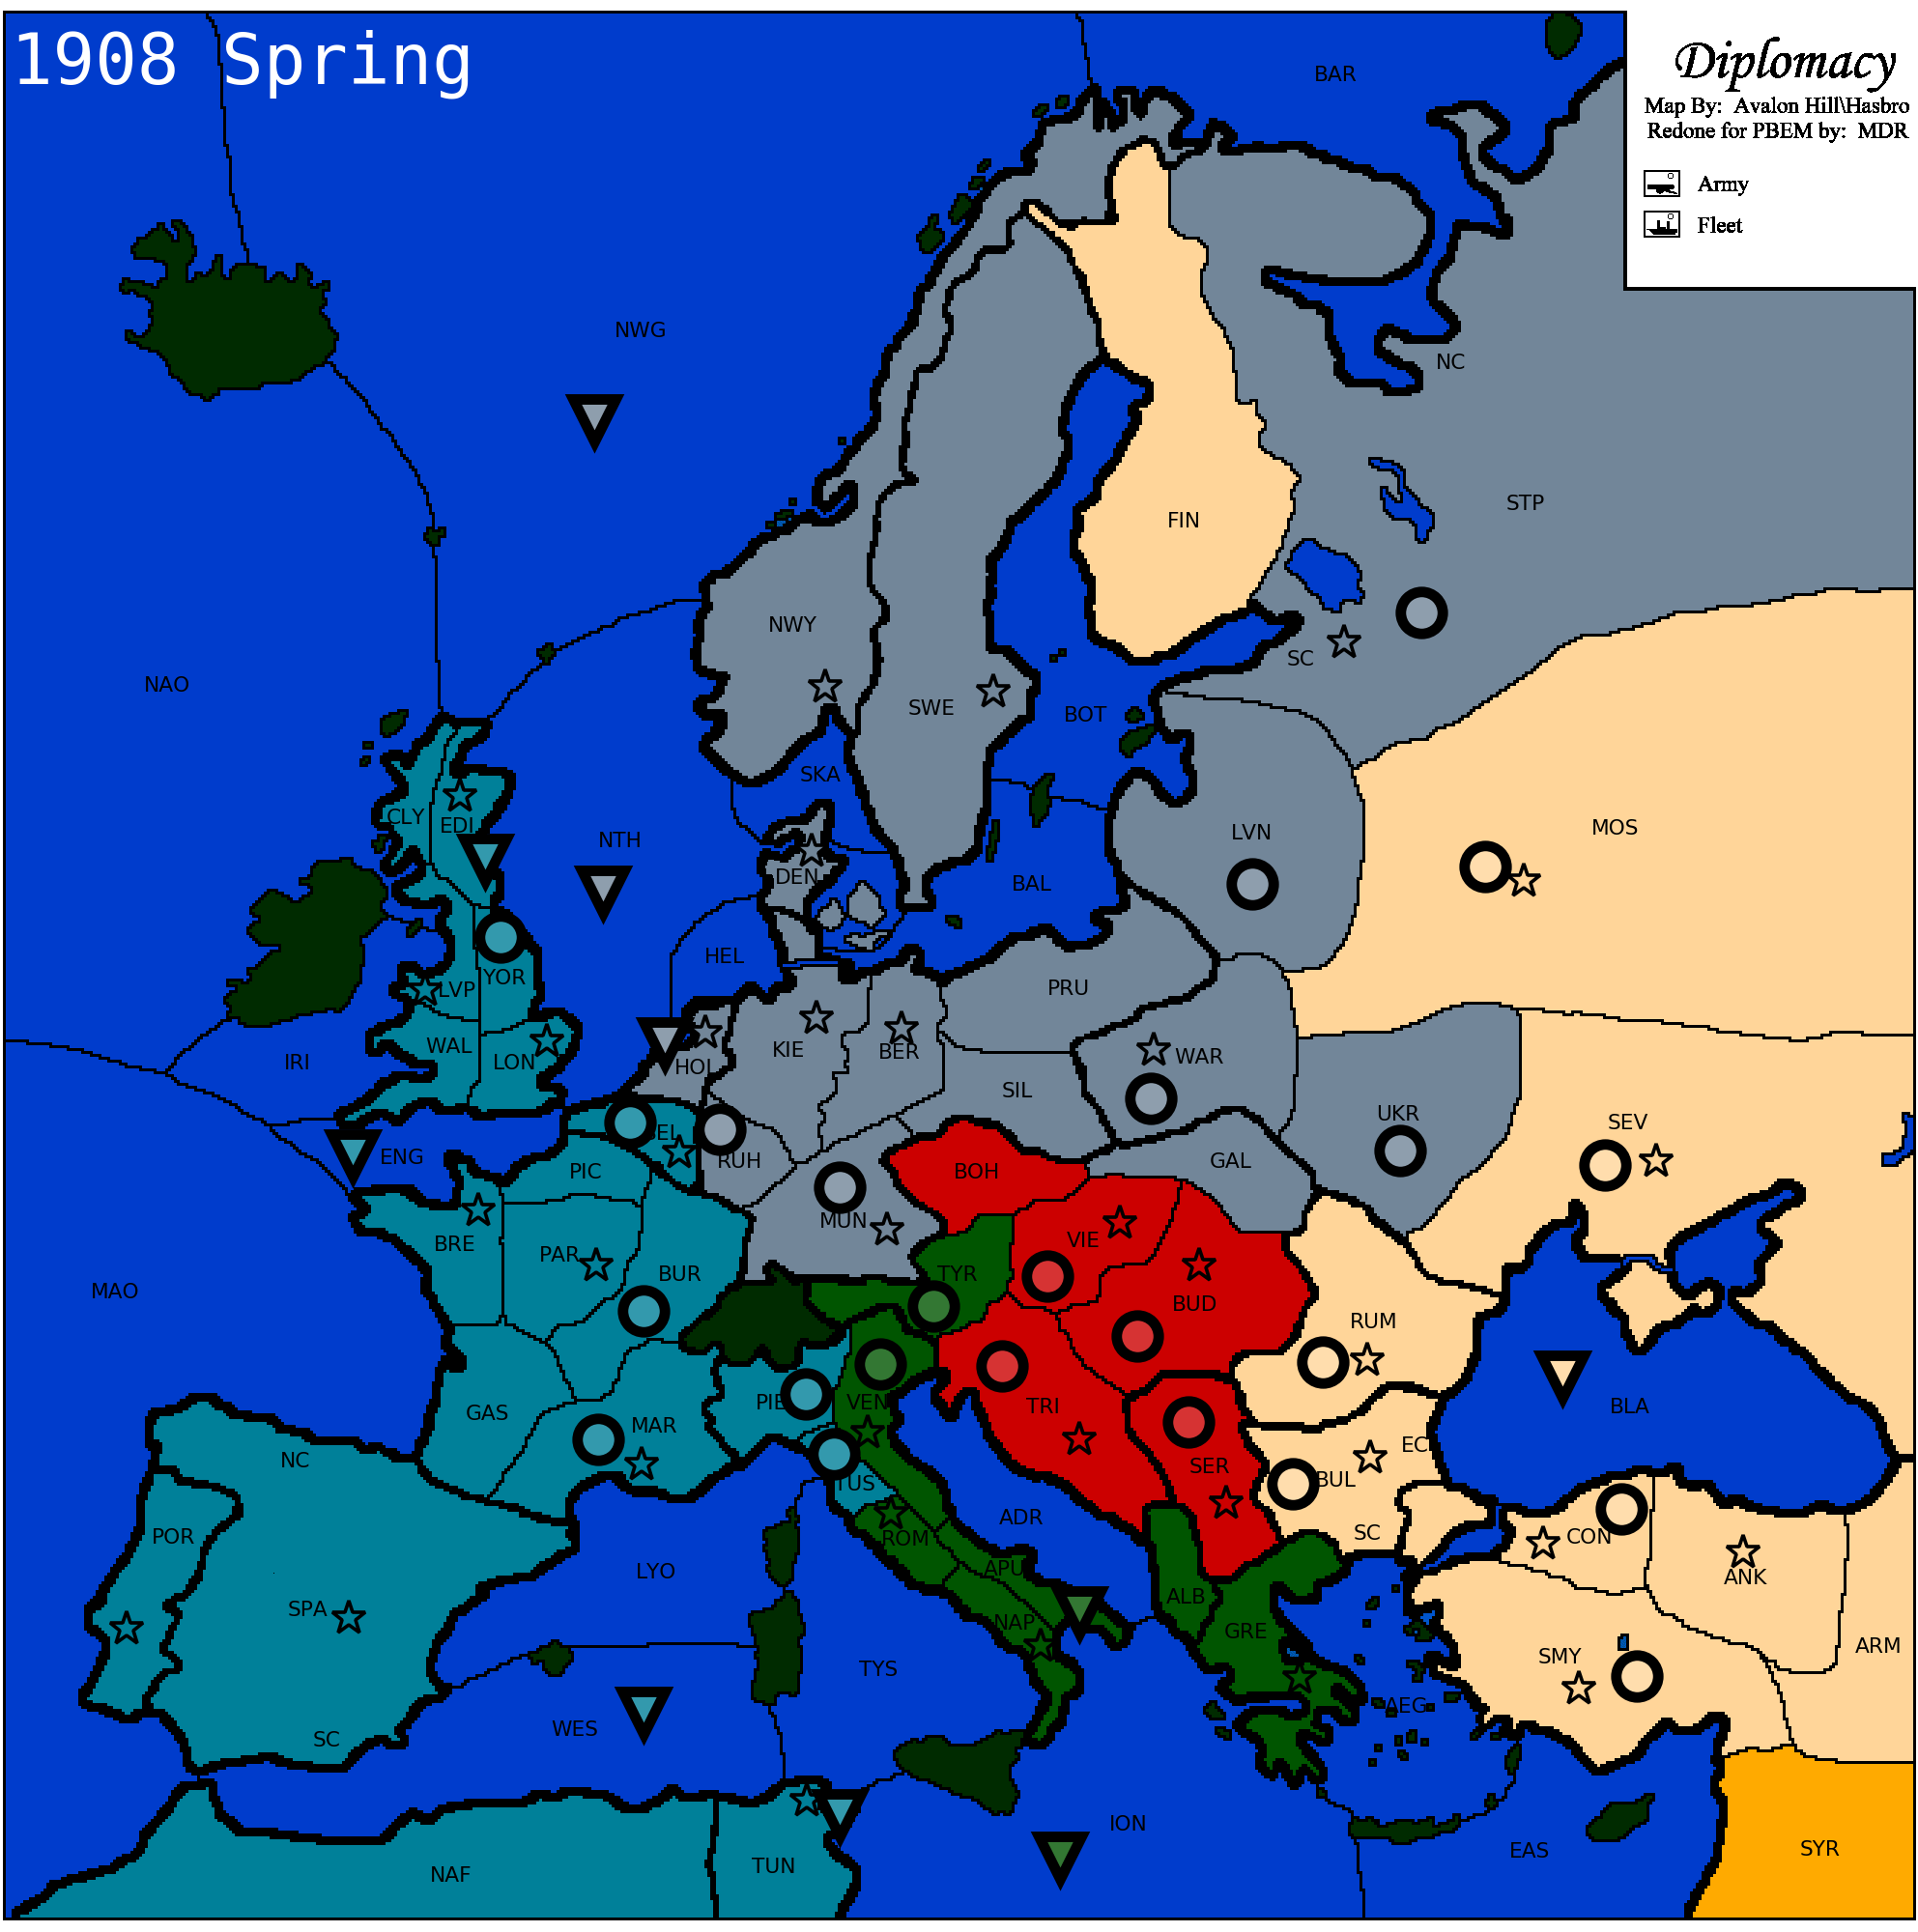 1908 Spring
Diplomacy
Map By: Avalon Hill\Hasbro
Redone for PBEM by: MDR
Army
Fleet
BAR
NWG
NC
STP
FIN
NWY
SC
NAO
SWE
BOT
SKA
CLY
EDI
NTH
LVN
MOS
DEN
BAL
HEL
YOR
LVP
PRU
WAL
LON
IRI
KIE
BER
HOL
WAR
SIL
UKR
SEV
ENG
PIC
RUH
BOH
GAL
MUN
BRE
PAR
BUR
TYR
VIE
BUD
MAO
RUM
GAS
MAR
PIE
VEN
TRI
BLA
NC
SER
EC
BUL
TUS
POR
ROM
ADR
SC
CON
LYO
APU
ALB
ANK
SPA
NAP
GRE
SMY
ARM
TYS
AEG
WES
SC
ION
EAS
SYR
NAF
TUN